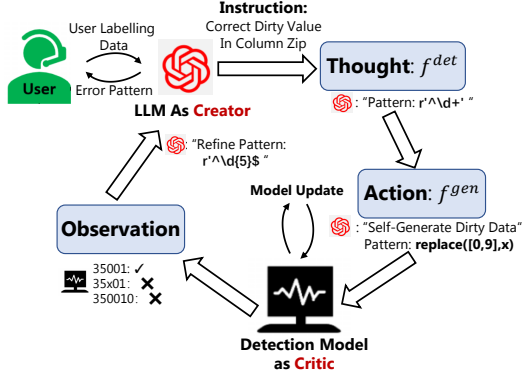 Instruction:
Correct Dirty Value
In Column Zip
User Labelling
Data
Error Pattern
User
LLM As Creator
Thought: f^det
: "Pattern: r'^\d+' "
: "Refine Pattern:
r'^\d{5}$ "
Action: f^gen
: "Self-Generate Dirty Data"
Pattern: replace([0,9],x)
Model Update
Observation
35001: ✓
35x01: ✗
350010: ✗
Detection Model
as Critic